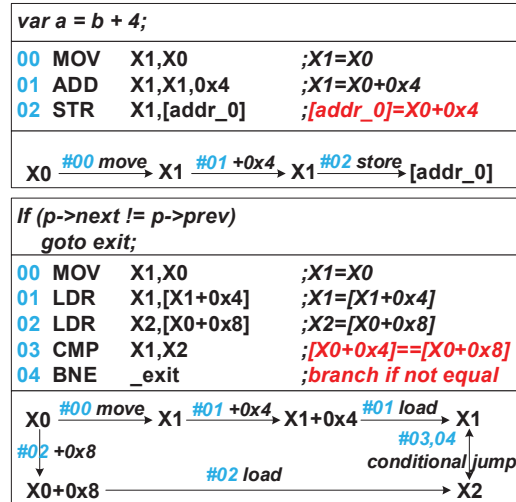 var a = b + 4;
00 MOV X1,X0 ;X1=X0
01 ADD X1,X1,0x4 ;X1=X0+0x4
02 STR X1,[addr_0] ;[addr_0]=X0+0x4
X0 #00 move X1 #01 +0x4 X1 #02 store [addr_0]
If (p->next != p->prev)
goto exit;
00 MOV X1,X0 ;X1=X0
01 LDR X1,[X1+0x4] ;X1=[X1+0x4]
02 LDR X2,[X0+0x8] ;X2=[X0+0x8]
03 CMP X1,X2 ;[X0+0x4]==[X0+0x8]
04 BNE _exit ;branch if not equal
X0 #00 move X1 #01 +0x4 X1+0x4 #01 load X1
#02 +0x8 #03,04
conditional jump
X0+0x8 #02 load X2